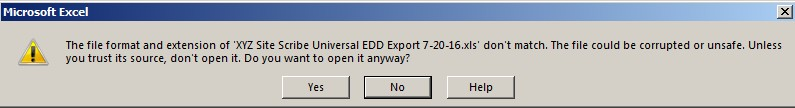 Microsoft Excel
The file format and extension of 'XYZ Site Scribe Universal EDD Export 7-20-16.xls' don't match. The file could be corrupted or unsafe. Unless
you trust its source, don't open it. Do you want to open it anyway?
Yes No Help